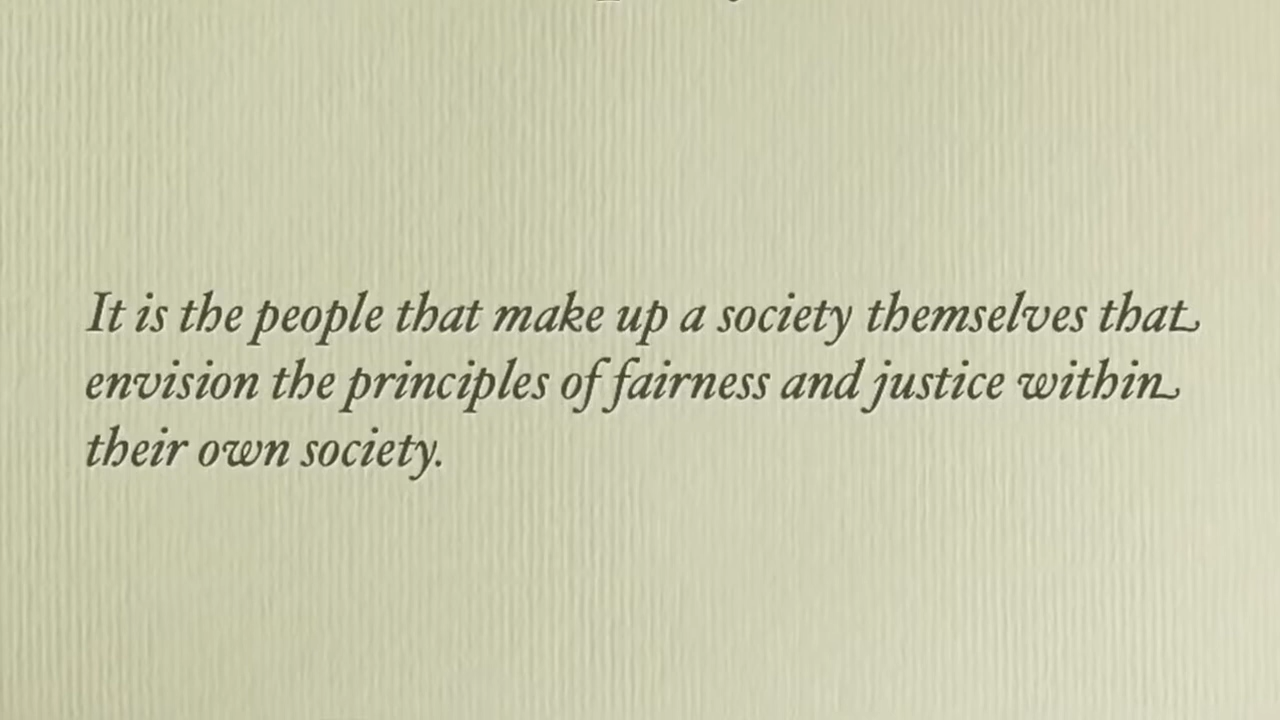 It is the people that make up a society themselves that
envision the principles of fairness and justice within
their own society.